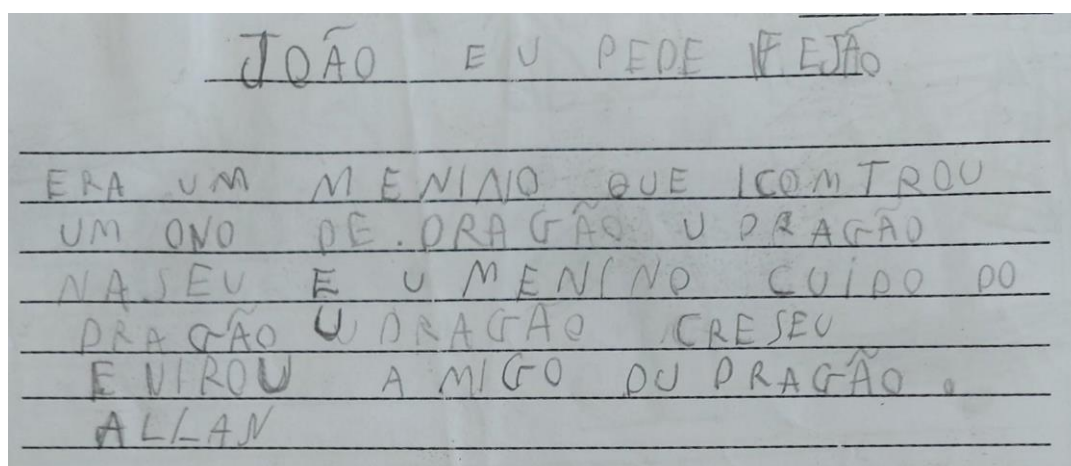 JOÃO E U PEDE FEJÃO
ERA UM MENINO QUE ICOMTROU
UM ONO DE. DRAGÃO U DRAGÃO
NASEU E U MENINO CUIDO DO
DRAGÃO U DRAGÃO CRESEU
E VIROU AMIGO DU DRAGÃO.
ALLAN